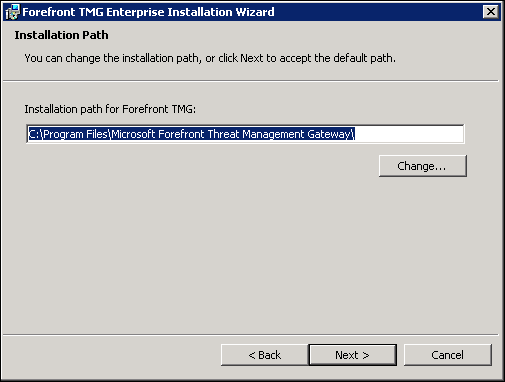 Forefront TMG Enterprise Installation Wizard
Installation Path
You can change the installation path, or click Next to accept the default path.
Installation path for Forefront TMG:
C:\Program Files\Microsoft Forefront Threat Management Gateway\
Change...
< Back
Next >
Cancel